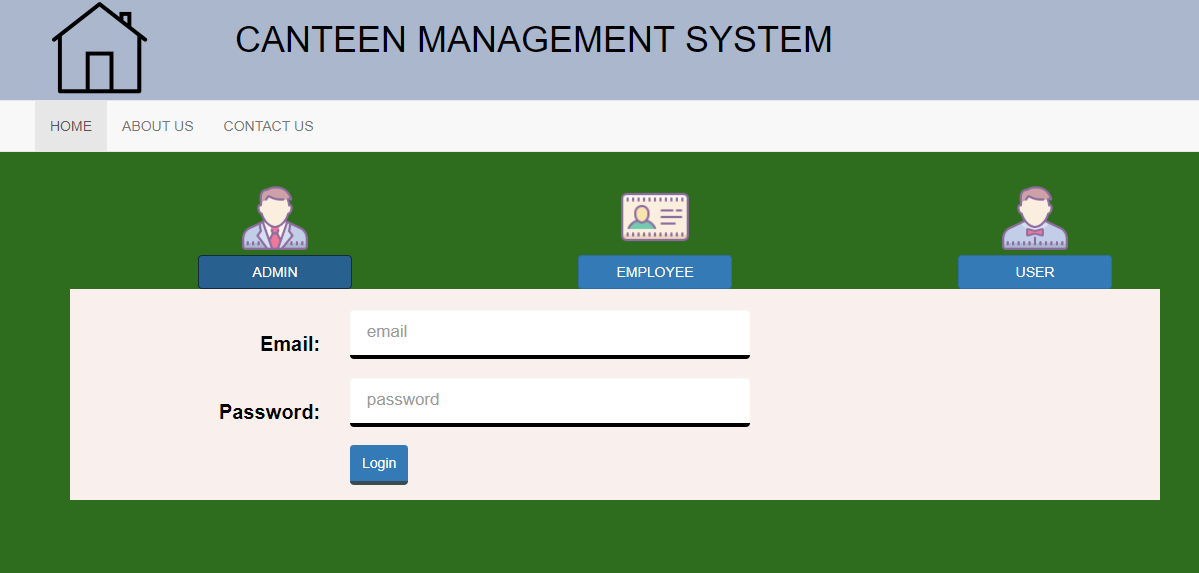 CANTEEN MANAGEMENT SYSTEM
HOME ABOUT US CONTACT US
ADMIN EMPLOYEE USER
Email: email
Password: password
Login